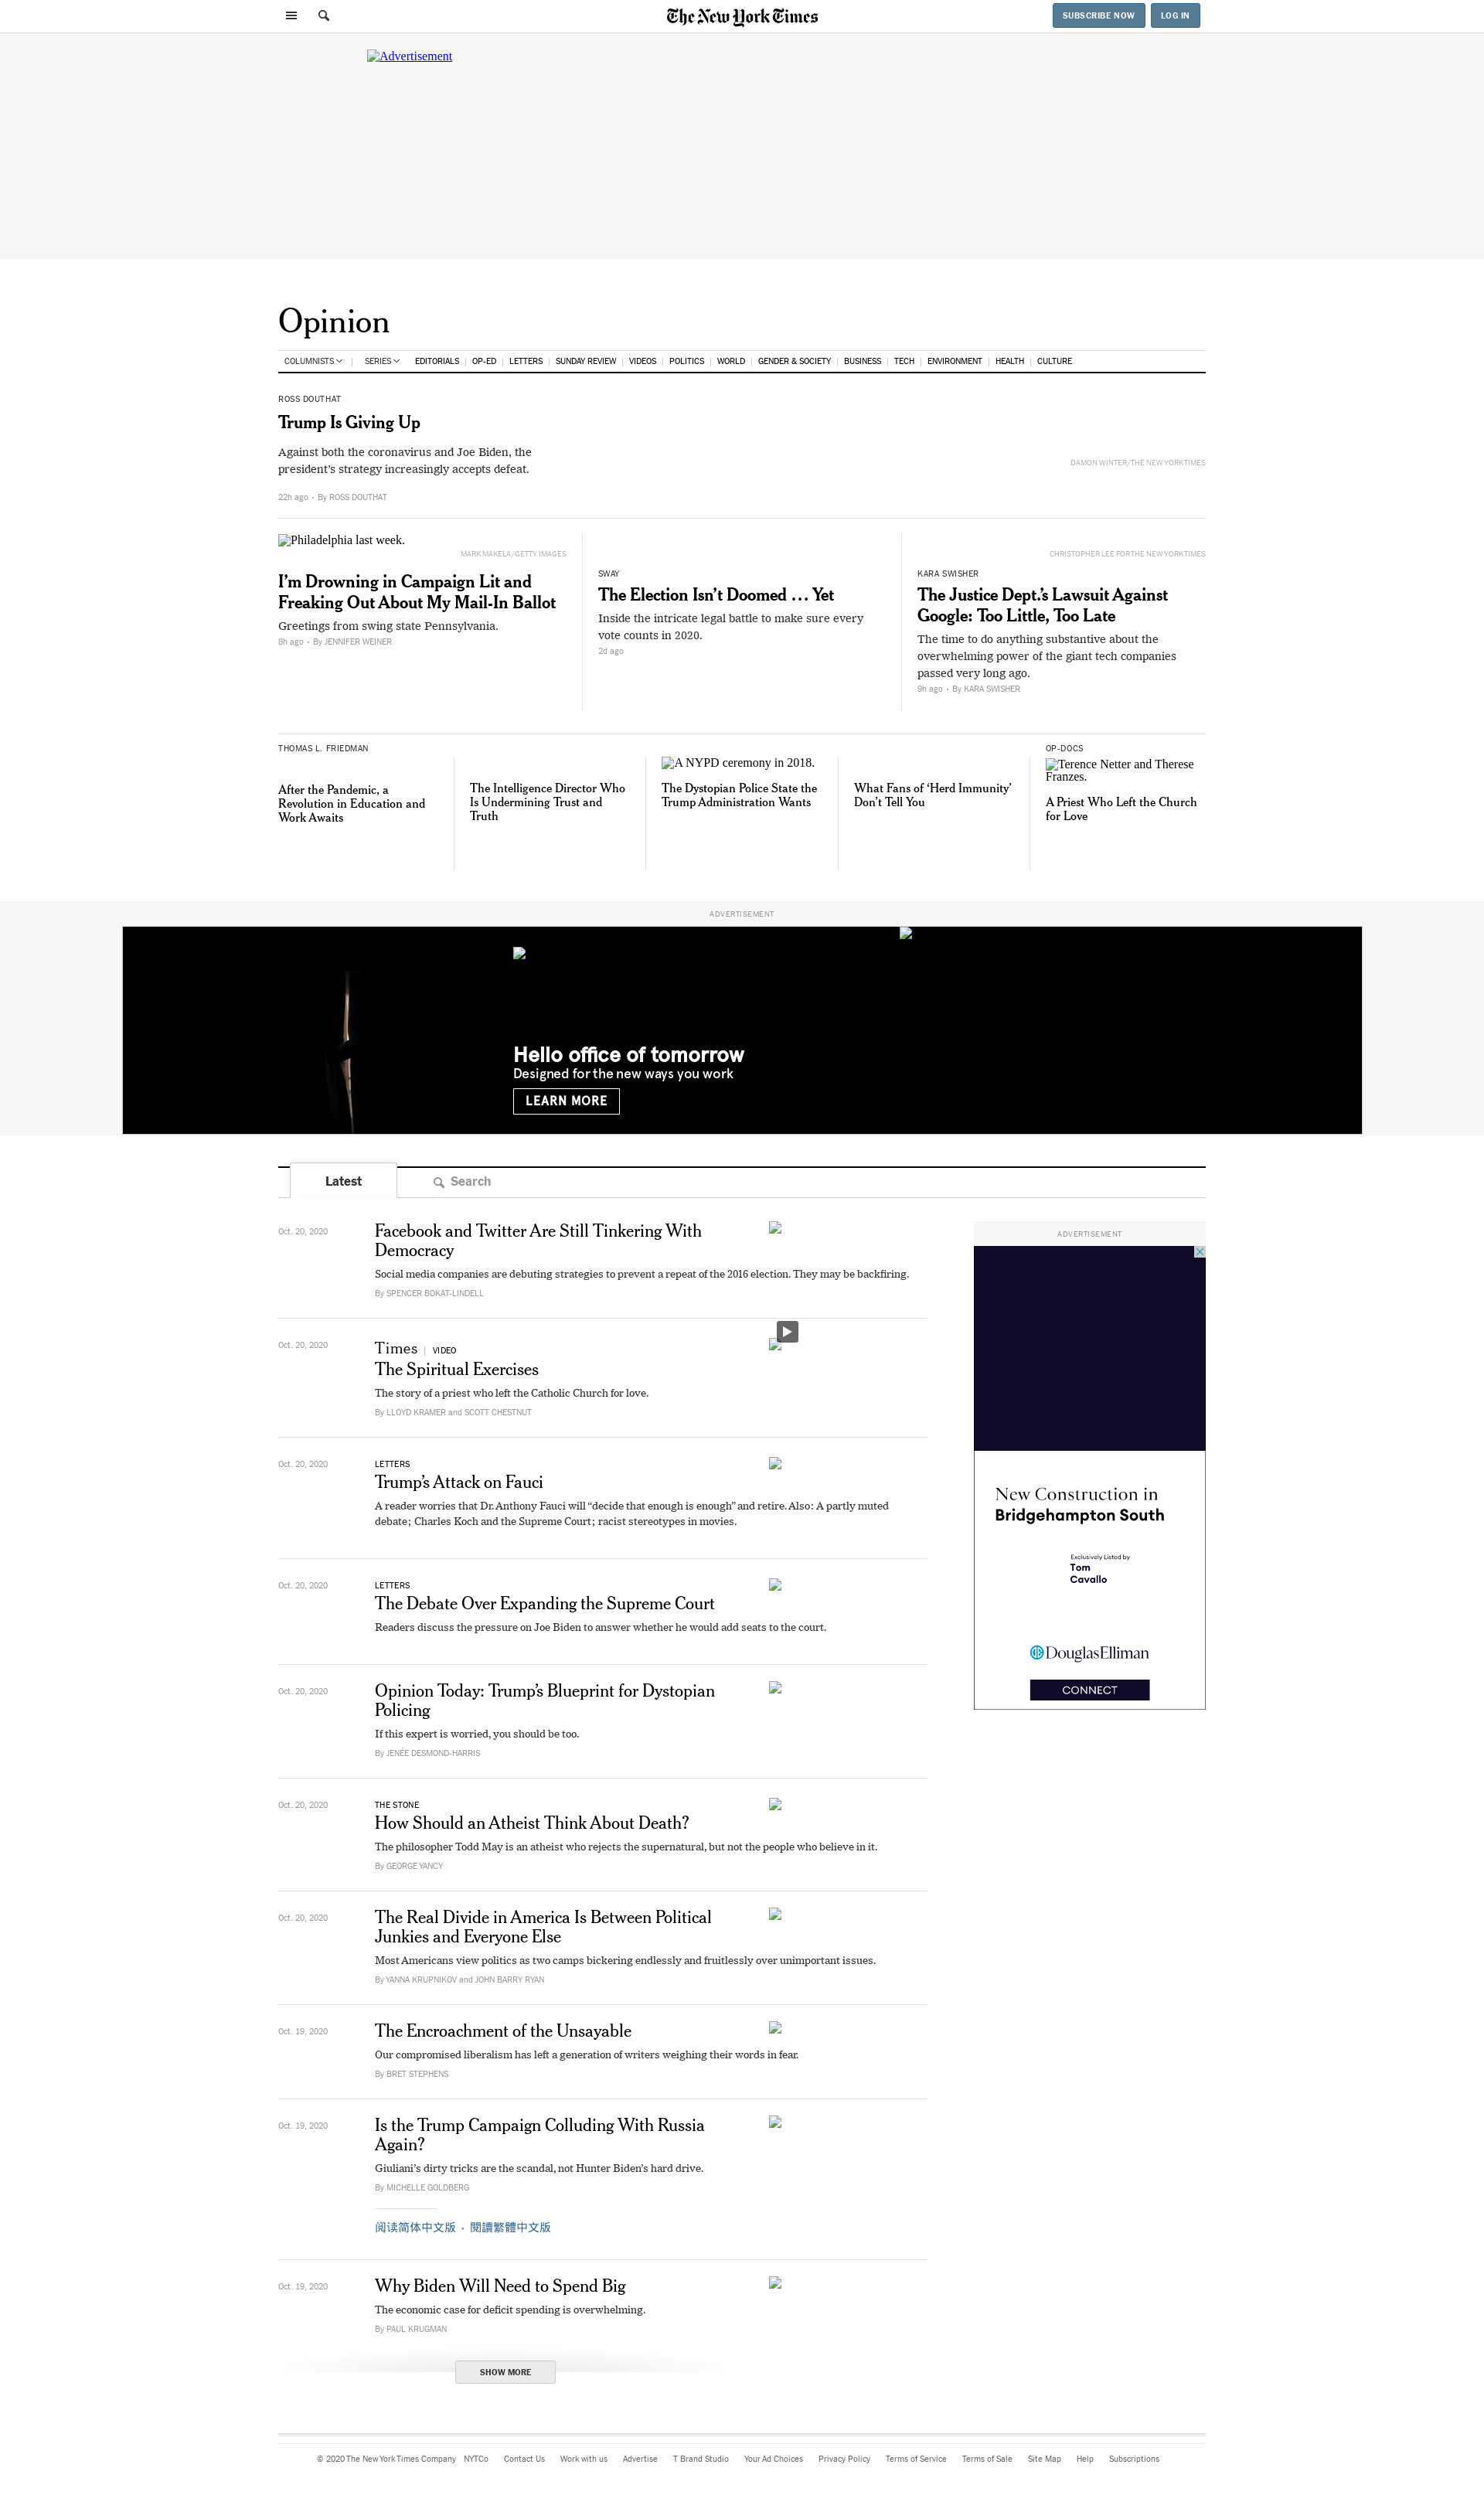 The New York Times
SUBSCRIBE NOW
LOG IN
Advertisement
Opinion
COLUMNISTS
SERIES
EDITORIALS
OP-ED
LETTERS
SUNDAY REVIEW
VIDEOS
POLITICS
WORLD
GENDER & SOCIETY
BUSINESS
TECH
ENVIRONMENT
HEALTH
CULTURE
ROSS DOUTHAT
Trump Is Giving Up
Against both the coronavirus and Joe Biden, the
president's strategy increasingly accepts defeat.
22h ago • By ROSS DOUTHAT
DAMON WINTER/THE NEW YORK TIMES
Philadelphia last week.
MARK MAKELA/GETTY IMAGES
I'm Drowning in Campaign Lit and
Freaking Out About My Mail-In Ballot
Greetings from swing state Pennsylvania.
8h ago • By JENNIFER WEINER
SWAY
The Election Isn't Doomed … Yet
Inside the intricate legal battle to make sure every
vote counts in 2020.
2d ago
CHRISTOPHER LEE FOR THE NEW YORK TIMES
KARA SWISHER
The Justice Dept.'s Lawsuit Against
Google: Too Little, Too Late
The time to do anything substantive about the
overwhelming power of the giant tech companies
passed very long ago.
9h ago • By KARA SWISHER
THOMAS L. FRIEDMAN
After the Pandemic, a
Revolution in Education and
Work Awaits
The Intelligence Director Who
Is Undermining Trust and
Truth
A NYPD ceremony in 2018.
The Dystopian Police State the
Trump Administration Wants
What Fans of 'Herd Immunity'
Don't Tell You
OP-DOCS
Terence Netter and Therese
Franzes.
A Priest Who Left the Church
for Love
ADVERTISEMENT
Hello office of tomorrow
Designed for the new ways you work
LEARN MORE
Latest
Search
Oct. 20, 2020
Facebook and Twitter Are Still Tinkering With
Democracy
Social media companies are debuting strategies to prevent a repeat of the 2016 election. They may be backfiring.
By SPENCER BOKAT-LINDELL
Oct. 20, 2020
Times | VIDEO
The Spiritual Exercises
The story of a priest who left the Catholic Church for love.
By LLOYD KRAMER and SCOTT CHESTNUT
Oct. 20, 2020
LETTERS
Trump's Attack on Fauci
A reader worries that Dr. Anthony Fauci will "decide that enough is enough" and retire. Also: A partly muted
debate; Charles Koch and the Supreme Court; racist stereotypes in movies.
Oct. 20, 2020
LETTERS
The Debate Over Expanding the Supreme Court
Readers discuss the pressure on Joe Biden to answer whether he would add seats to the court.
Oct. 20, 2020
Opinion Today: Trump's Blueprint for Dystopian
Policing
If this expert is worried, you should be too.
By JENÉE DESMOND-HARRIS
Oct. 20, 2020
THE STONE
How Should an Atheist Think About Death?
The philosopher Todd May is an atheist who rejects the supernatural, but not the people who believe in it.
By GEORGE YANCY
Oct. 20, 2020
The Real Divide in America Is Between Political
Junkies and Everyone Else
Most Americans view politics as two camps bickering endlessly and fruitlessly over unimportant issues.
By YANNA KRUPNIKOV and JOHN BARRY RYAN
Oct. 19, 2020
The Encroachment of the Unsayable
Our compromised liberalism has left a generation of writers weighing their words in fear.
By BRET STEPHENS
Oct. 19, 2020
Is the Trump Campaign Colluding With Russia
Again?
Giuliani's dirty tricks are the scandal, not Hunter Biden's hard drive.
By MICHELLE GOLDBERG
阅读简体中文版 • 閱讀繁體中文版
Oct. 19, 2020
Why Biden Will Need to Spend Big
The economic case for deficit spending is overwhelming.
By PAUL KRUGMAN
SHOW MORE
ADVERTISEMENT
New Construction in
Bridgehampton South
Exclusively Listed by
Tom
Cavallo
DouglasElliman
CONNECT
© 2020 The New York Times Company
NYTCo
Contact Us
Work with us
Advertise
T Brand Studio
Your Ad Choices
Privacy Policy
Terms of Service
Terms of Sale
Site Map
Help
Subscriptions